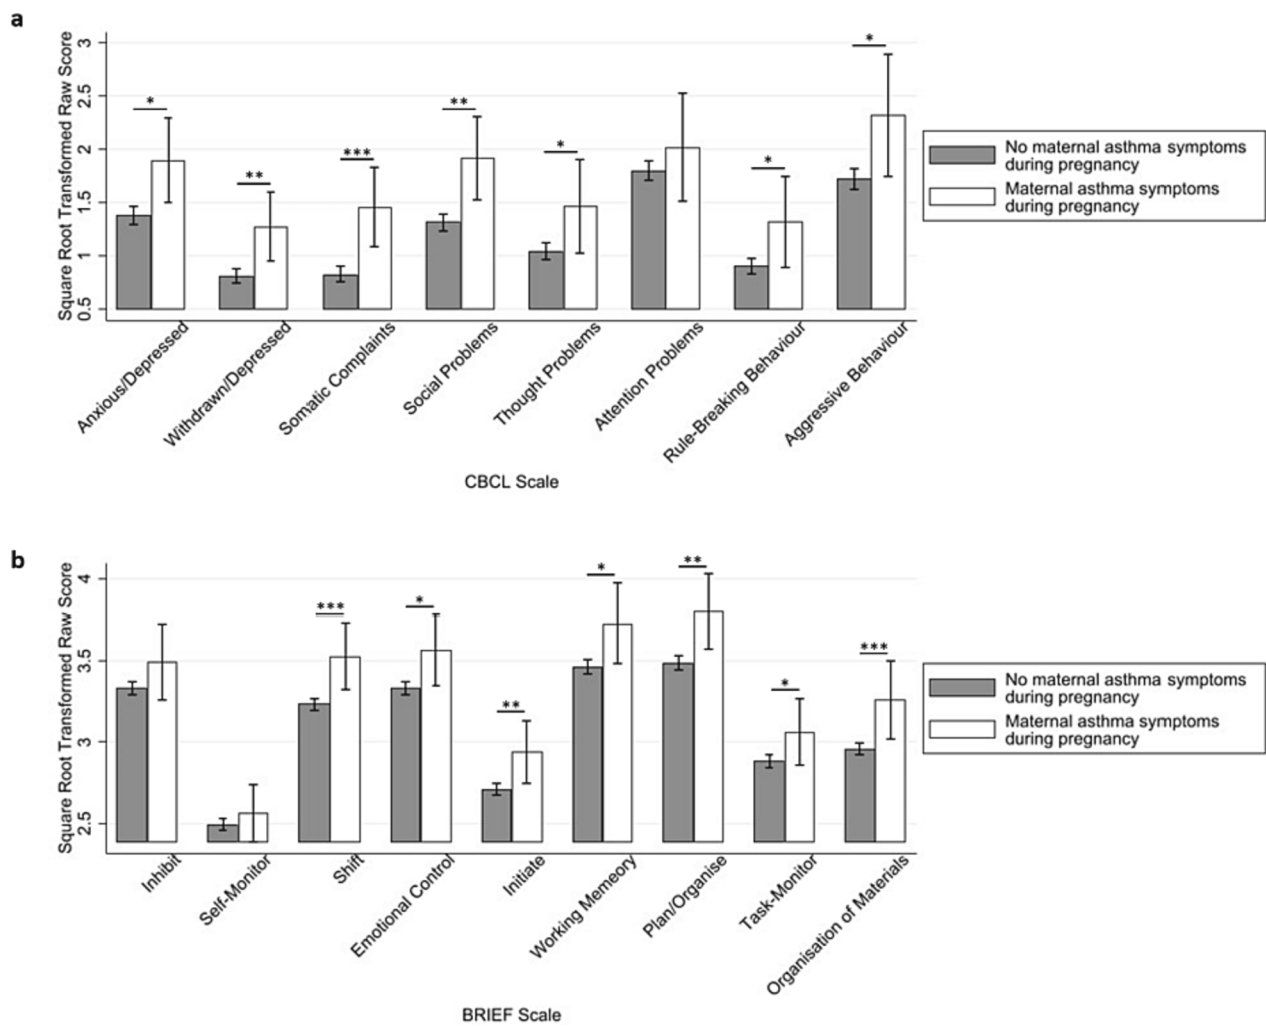 a
Square Root Transformed Raw Score
3
2.5
2
1.5
1
0.5
*
**
***
**
*
*
*
Anxious/Depressed
Withdrawn/Depressed
Somatic Complaints
Social Problems
Thought Problems
Attention Problems
Rule-Breaking Behaviour
Aggressive Behaviour
CBCL Scale
No maternal asthma symptoms
during pregnancy
Maternal asthma symptoms
during pregnancy
b
Square Root Transformed Raw Score
4
3.5
3
2.5
***
*
**
*
**
*
***
Inhibit
Self-Monitor
Shift
Emotional Control
Initiate
Working Memeory
Plan/Organise
Task-Monitor
Organisation of Materials
BRIEF Scale
No maternal asthma symptoms
during pregnancy
Maternal asthma symptoms
during pregnancy